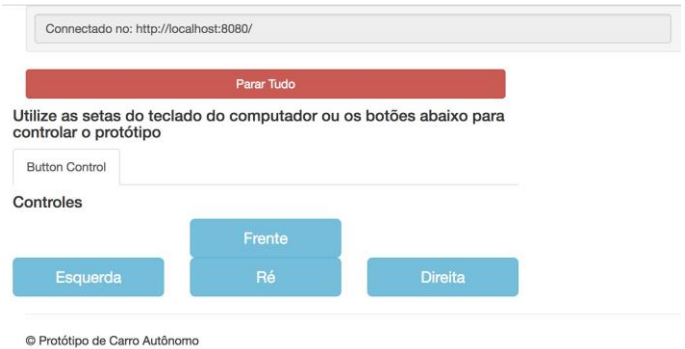 Connectado no: http://localhost:8080/
Parar Tudo
Utilize as setas do teclado do computador ou os botões abaixo para
controlar o protótipo
Button Control
Controles
Frente
Esquerda Ré Direita
© Protótipo de Carro Autônomo